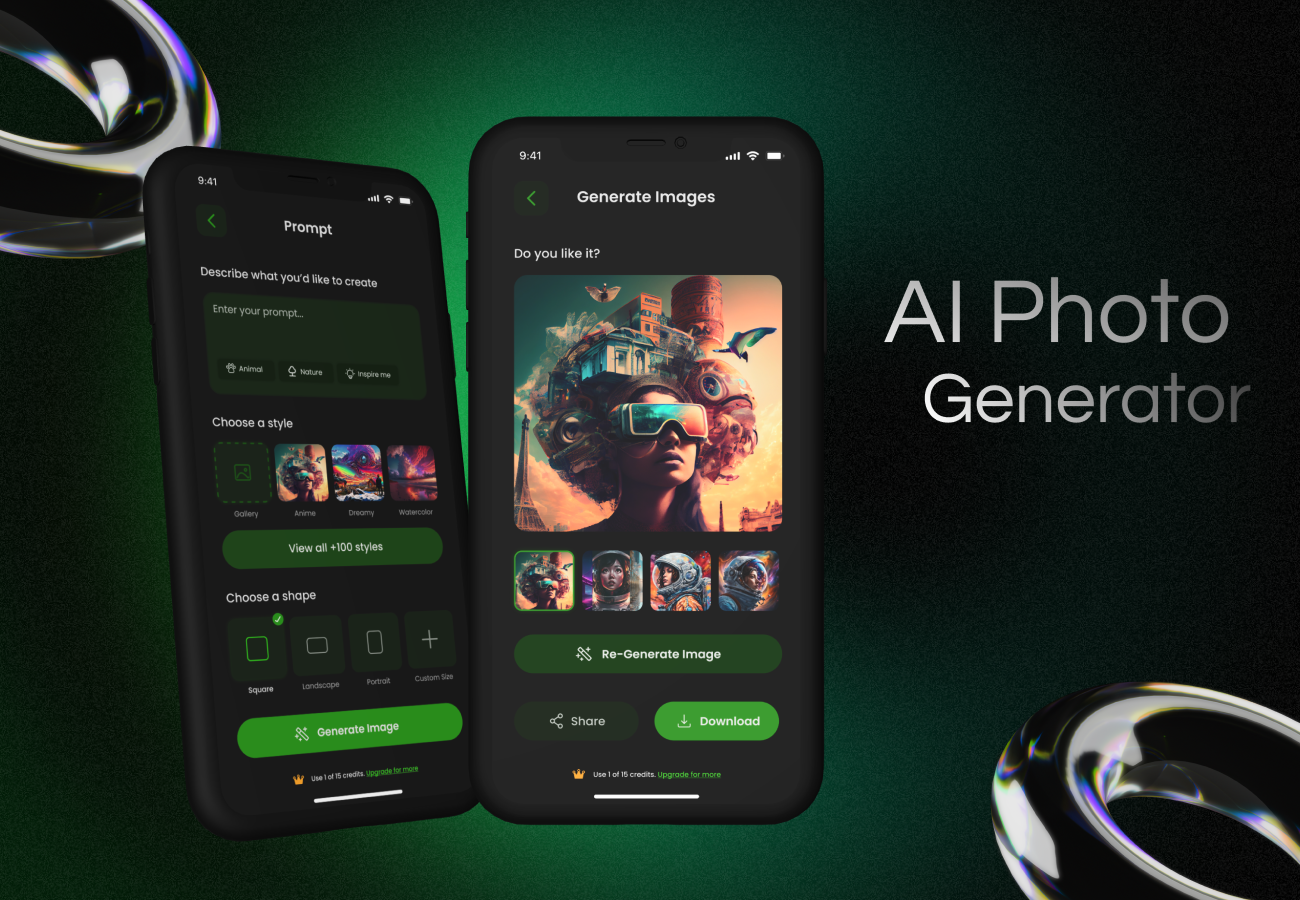 9:41
Prompt
Describe what you'd like to create
Enter your prompt...
Animal
Nature
Inspire me
Choose a style
Gallery
Anime
Dreamy
Watercolor
View all +100 styles
Choose a shape
Square
Landscape
Portrait
Custom Size
Generate Image
Use 1 of 15 credits. Upgrade for more
9:41
Generate Images
Do you like it?
Re-Generate Image
Share
Download
Use 1 of 15 credits. Upgrade for more
AI Photo
Generator